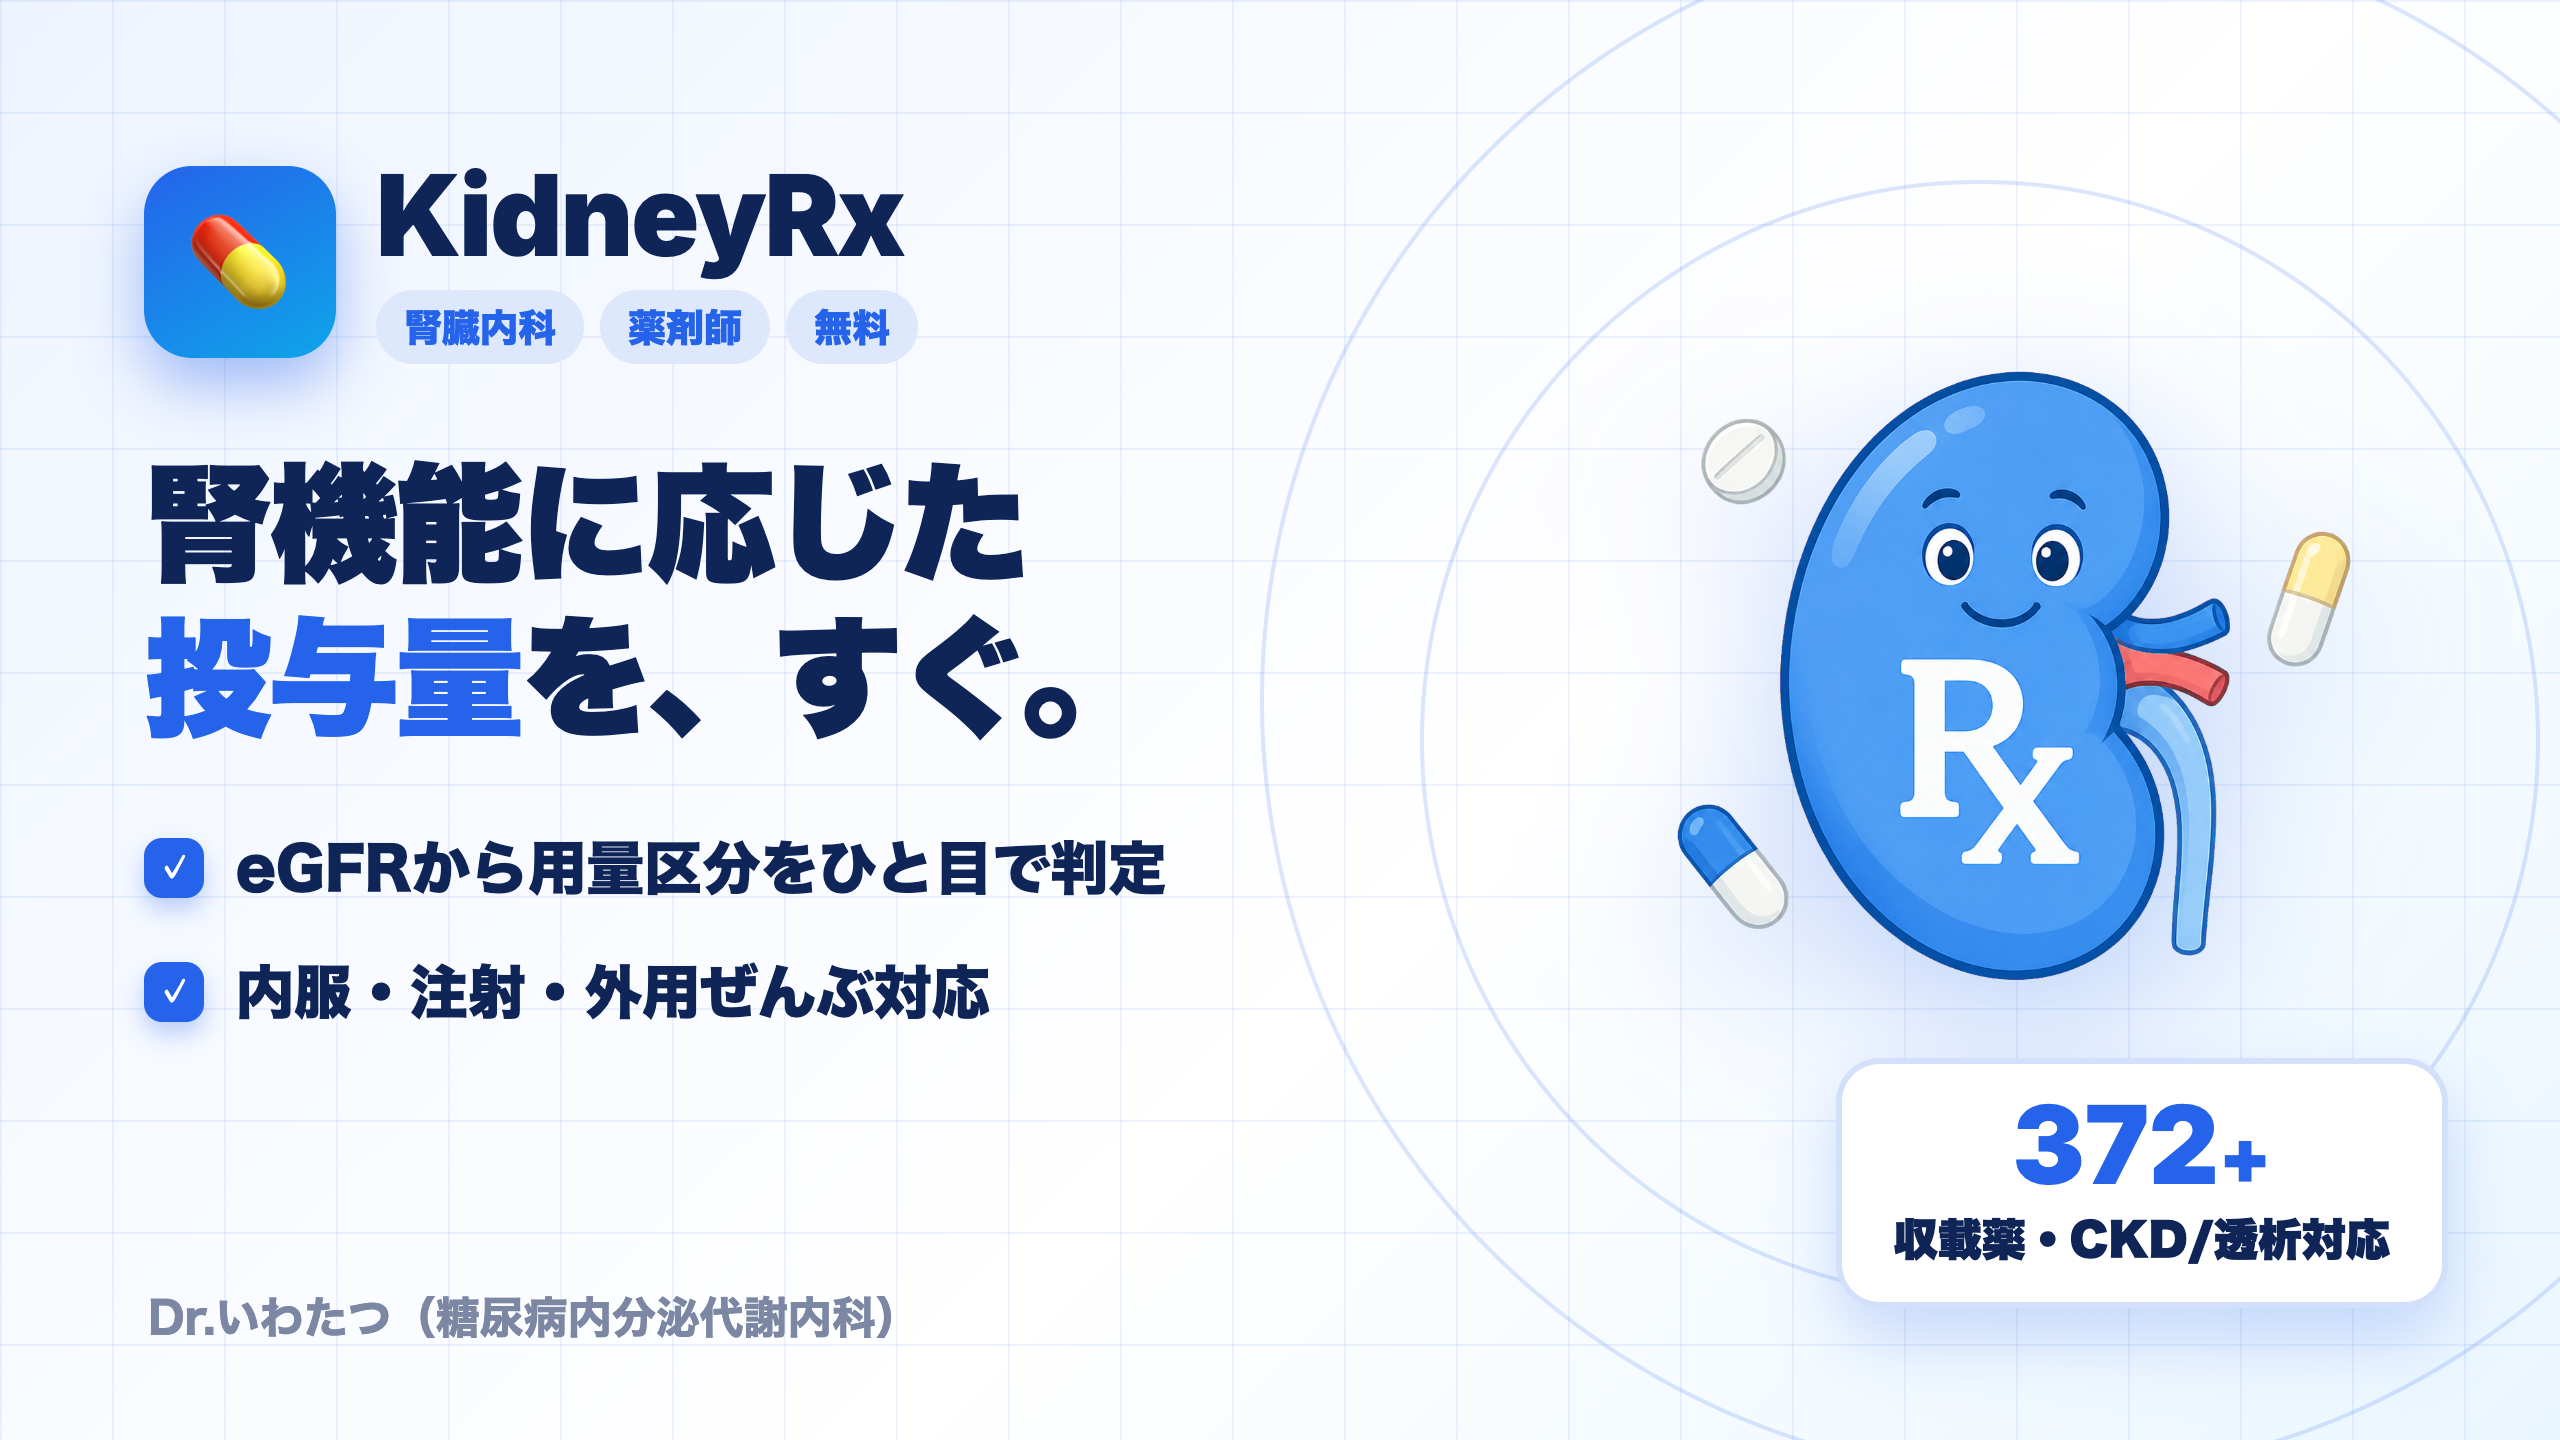 KidneyRx
腎臓内科 薬剤師 無料
腎機能に応じた
投与量を、すぐ。
✓ eGFRから用量区分をひと目で判定
✓ 内服・注射・外用ぜんぶ対応
Rx
372+
収載薬・CKD/透析対応
Dr.いわたつ（糖尿病内分泌代謝内科）